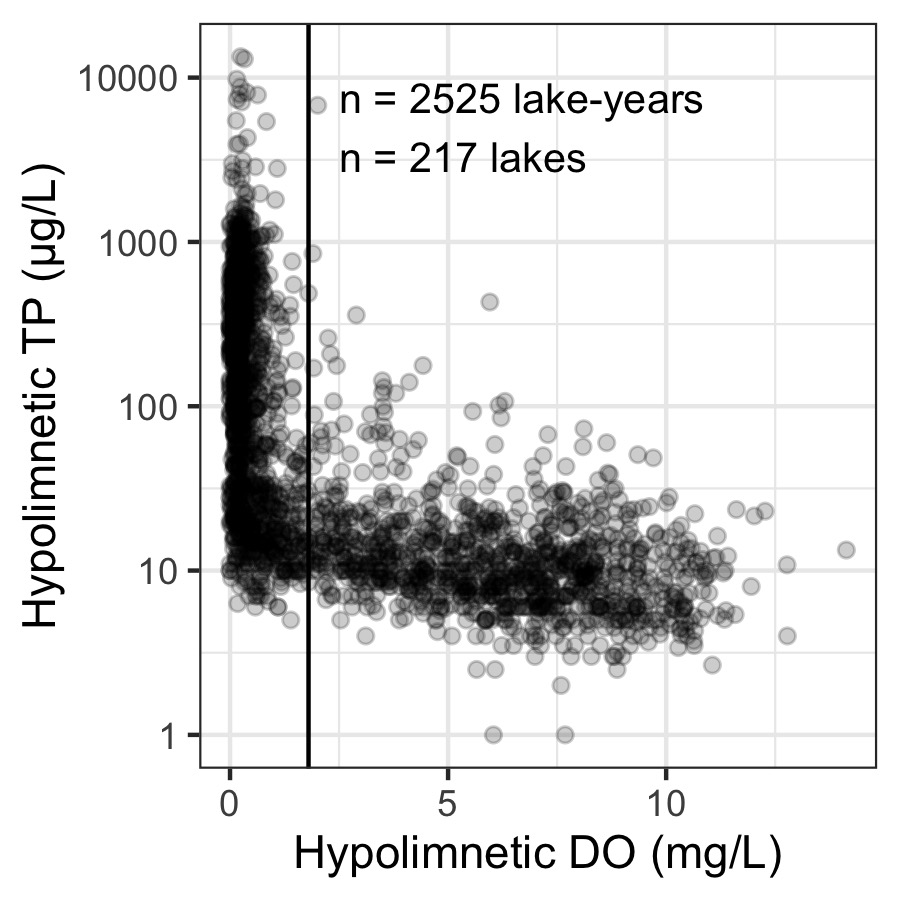 n = 2525 lake-years
n = 217 lakes
Hypolimnetic TP (µg/L)
10000
1000
100
10
1
0 5 10
Hypolimnetic DO (mg/L)